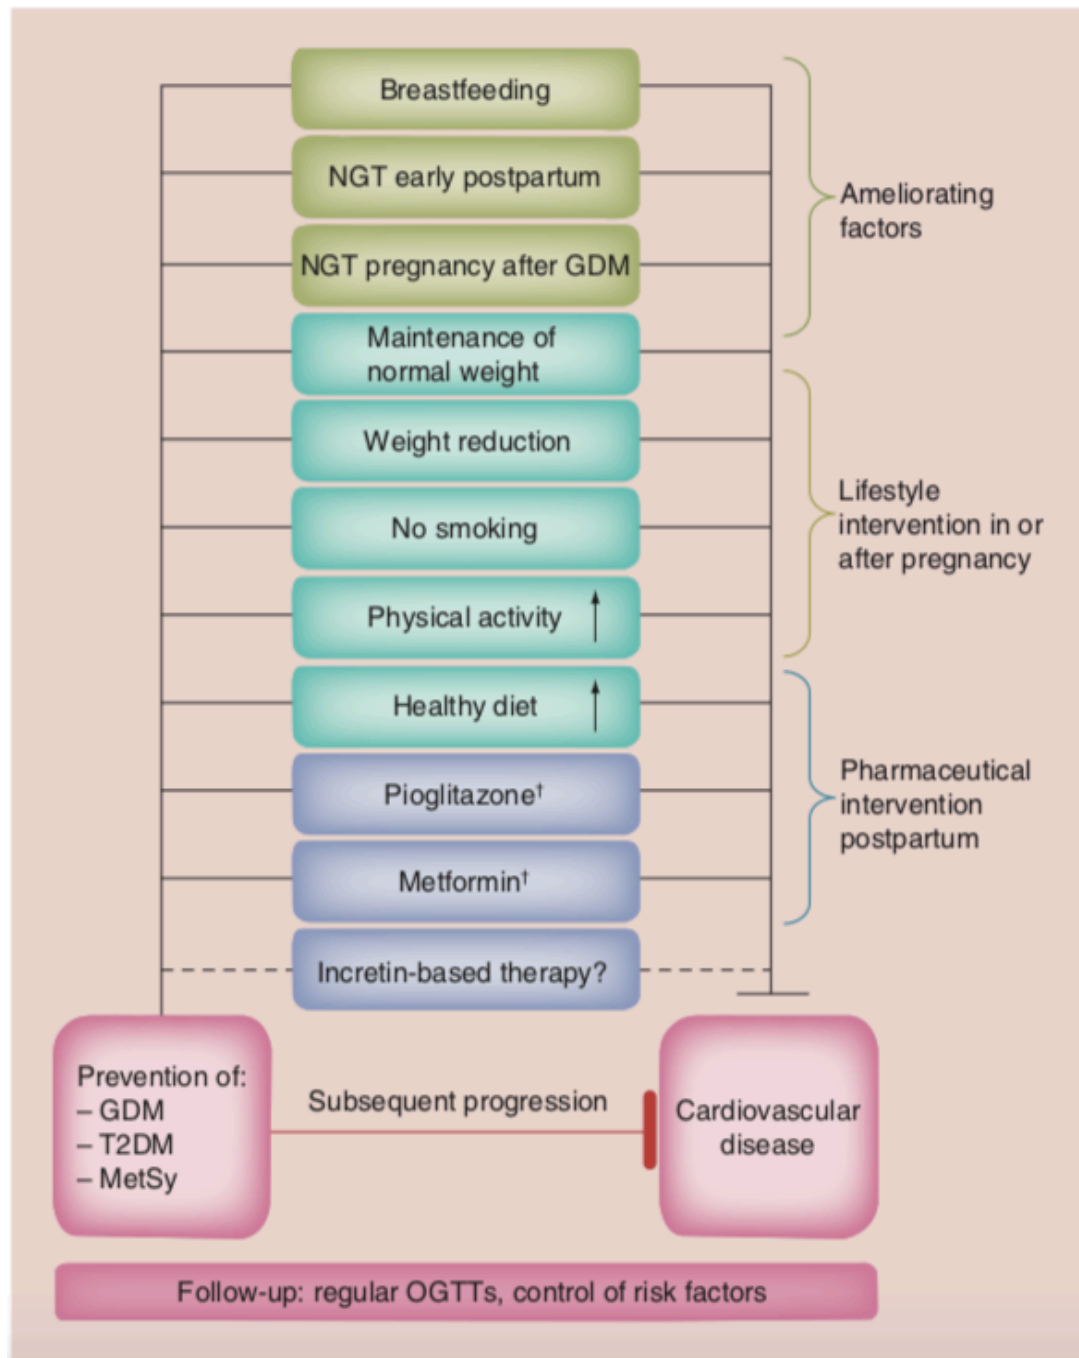 Breastfeeding
NGT early postpartum
NGT pregnancy after GDM
Maintenance of
normal weight
Weight reduction
No smoking
Physical activity ↑
Healthy diet ↑
Pioglitazone†
Metformin†
Incretin-based therapy?
Ameliorating
factors
Lifestyle
intervention in or
after pregnancy
Pharmaceutical
intervention
postpartum
Prevention of:
– GDM
– T2DM
– MetSy
Subsequent progression
Cardiovascular
disease
Follow-up: regular OGTTs, control of risk factors